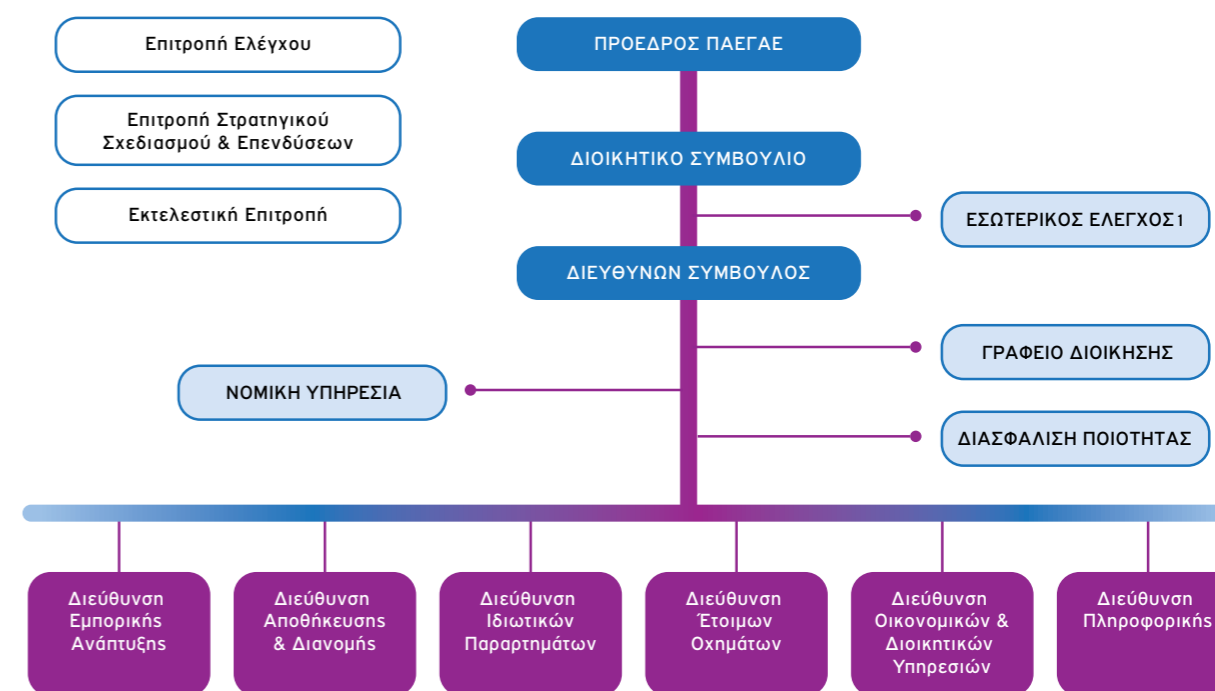 Επιτροπή Ελέγχου
Επιτροπή Στρατηγικού
Σχεδιασμού & Επενδύσεων
Εκτελεστική Επιτροπή
ΠΡΟΕΔΡΟΣ ΠΑΕΓΑΕ
ΔΙΟΙΚΗΤΙΚΟ ΣΥΜΒΟΥΛΙΟ
ΕΣΩΤΕΡΙΚΟΣ ΕΛΕΓΧΟΣ1
ΔΙΕΥΘΥΝΩΝ ΣΥΜΒΟΥΛΟΣ
ΓΡΑΦΕΙΟ ΔΙΟΙΚΗΣΗΣ
ΝΟΜΙΚΗ ΥΠΗΡΕΣΙΑ
ΔΙΑΣΦΑΛΙΣΗ ΠΟΙΟΤΗΤΑΣ
Διεύθυνση
Εμπορικής
Ανάπτυξης
Διεύθυνση
Αποθήκευσης
& Διανομής
Διεύθυνση
Ιδιωτικών
Παραρτημάτων
Διεύθυνση
Έτοιμων
Οχημάτων
Διεύθυνση
Οικονομικών &
Διοικητικών
Υπηρεσιών
Διεύθυνση
Πληροφορικής